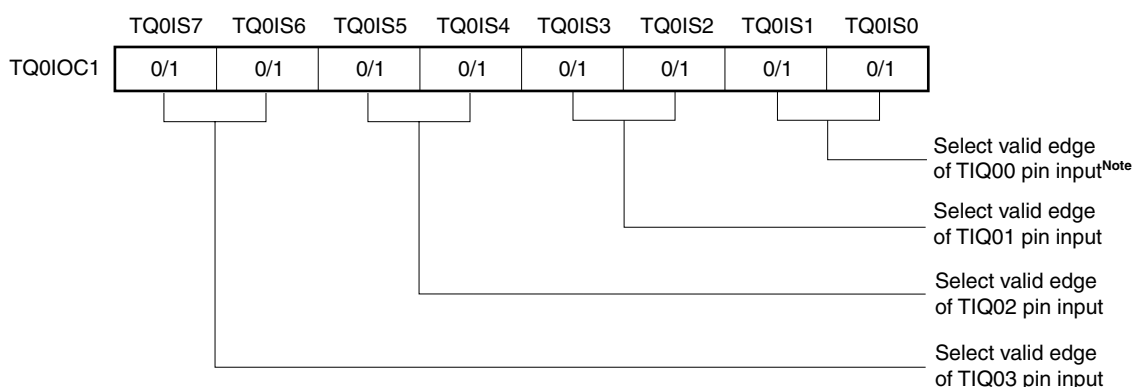 TQ0IS7 TQ0IS6 TQ0IS5 TQ0IS4 TQ0IS3 TQ0IS2 TQ0IS1 TQ0IS0
TQ0IOC1 0/1 0/1 0/1 0/1 0/1 0/1 0/1 0/1
Select valid edge
of TIQ00 pin inputNote
Select valid edge
of TIQ01 pin input
Select valid edge
of TIQ02 pin input
Select valid edge
of TIQ03 pin input